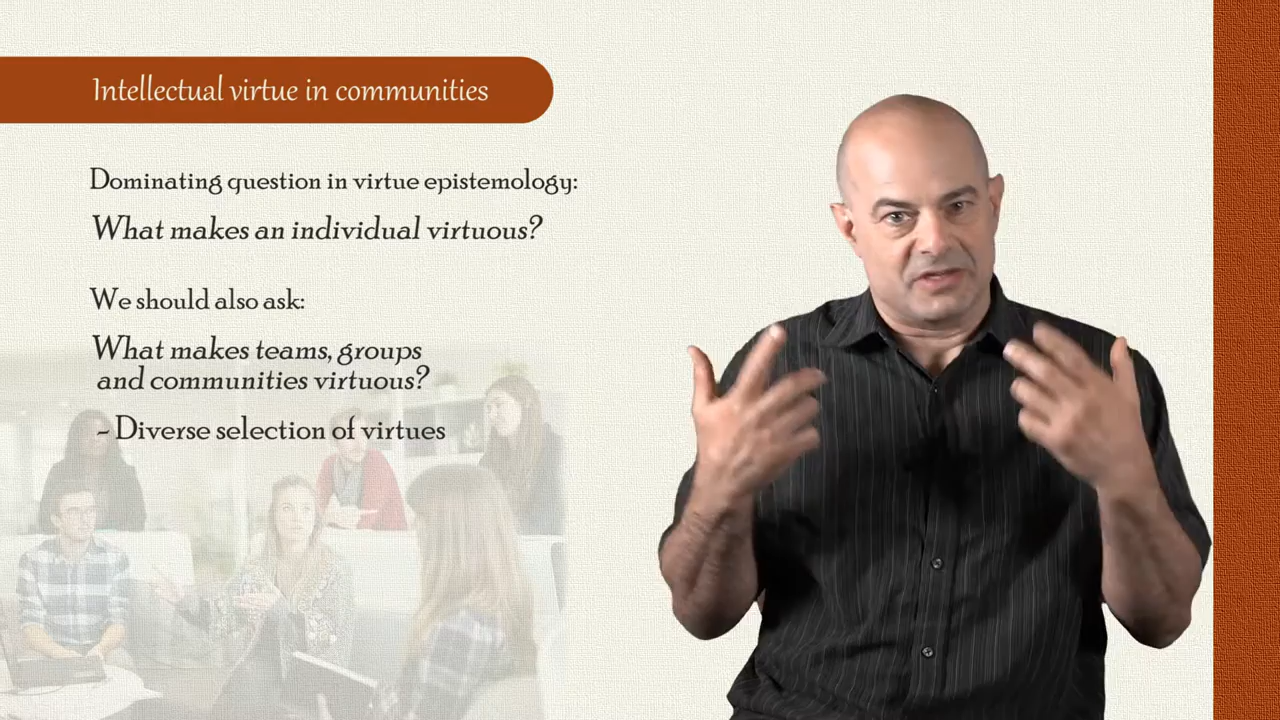 Intellectual virtue in communities
Dominating question in virtue epistemology:
What makes an individual virtuous?
We should also ask:
What makes teams, groups
and communities virtuous?
- Diverse selection of virtues